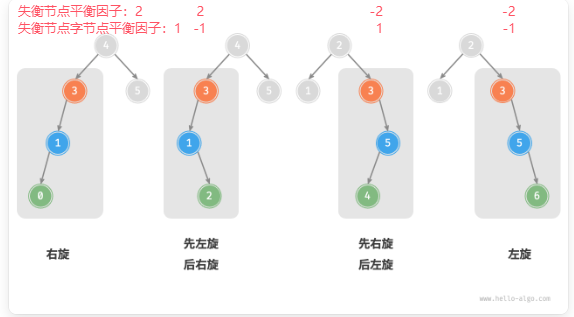 失衡节点平衡因子：2 2 -2 -2
失衡节点字节点平衡因子：1 -1 1 -1
4 4 2 2
3 5 3 5 1 3 1 3
1 1 5 5
0 2 4 6
右旋 先左旋 先右旋 左旋
后右旋 后左旋
www.hello-algo.com